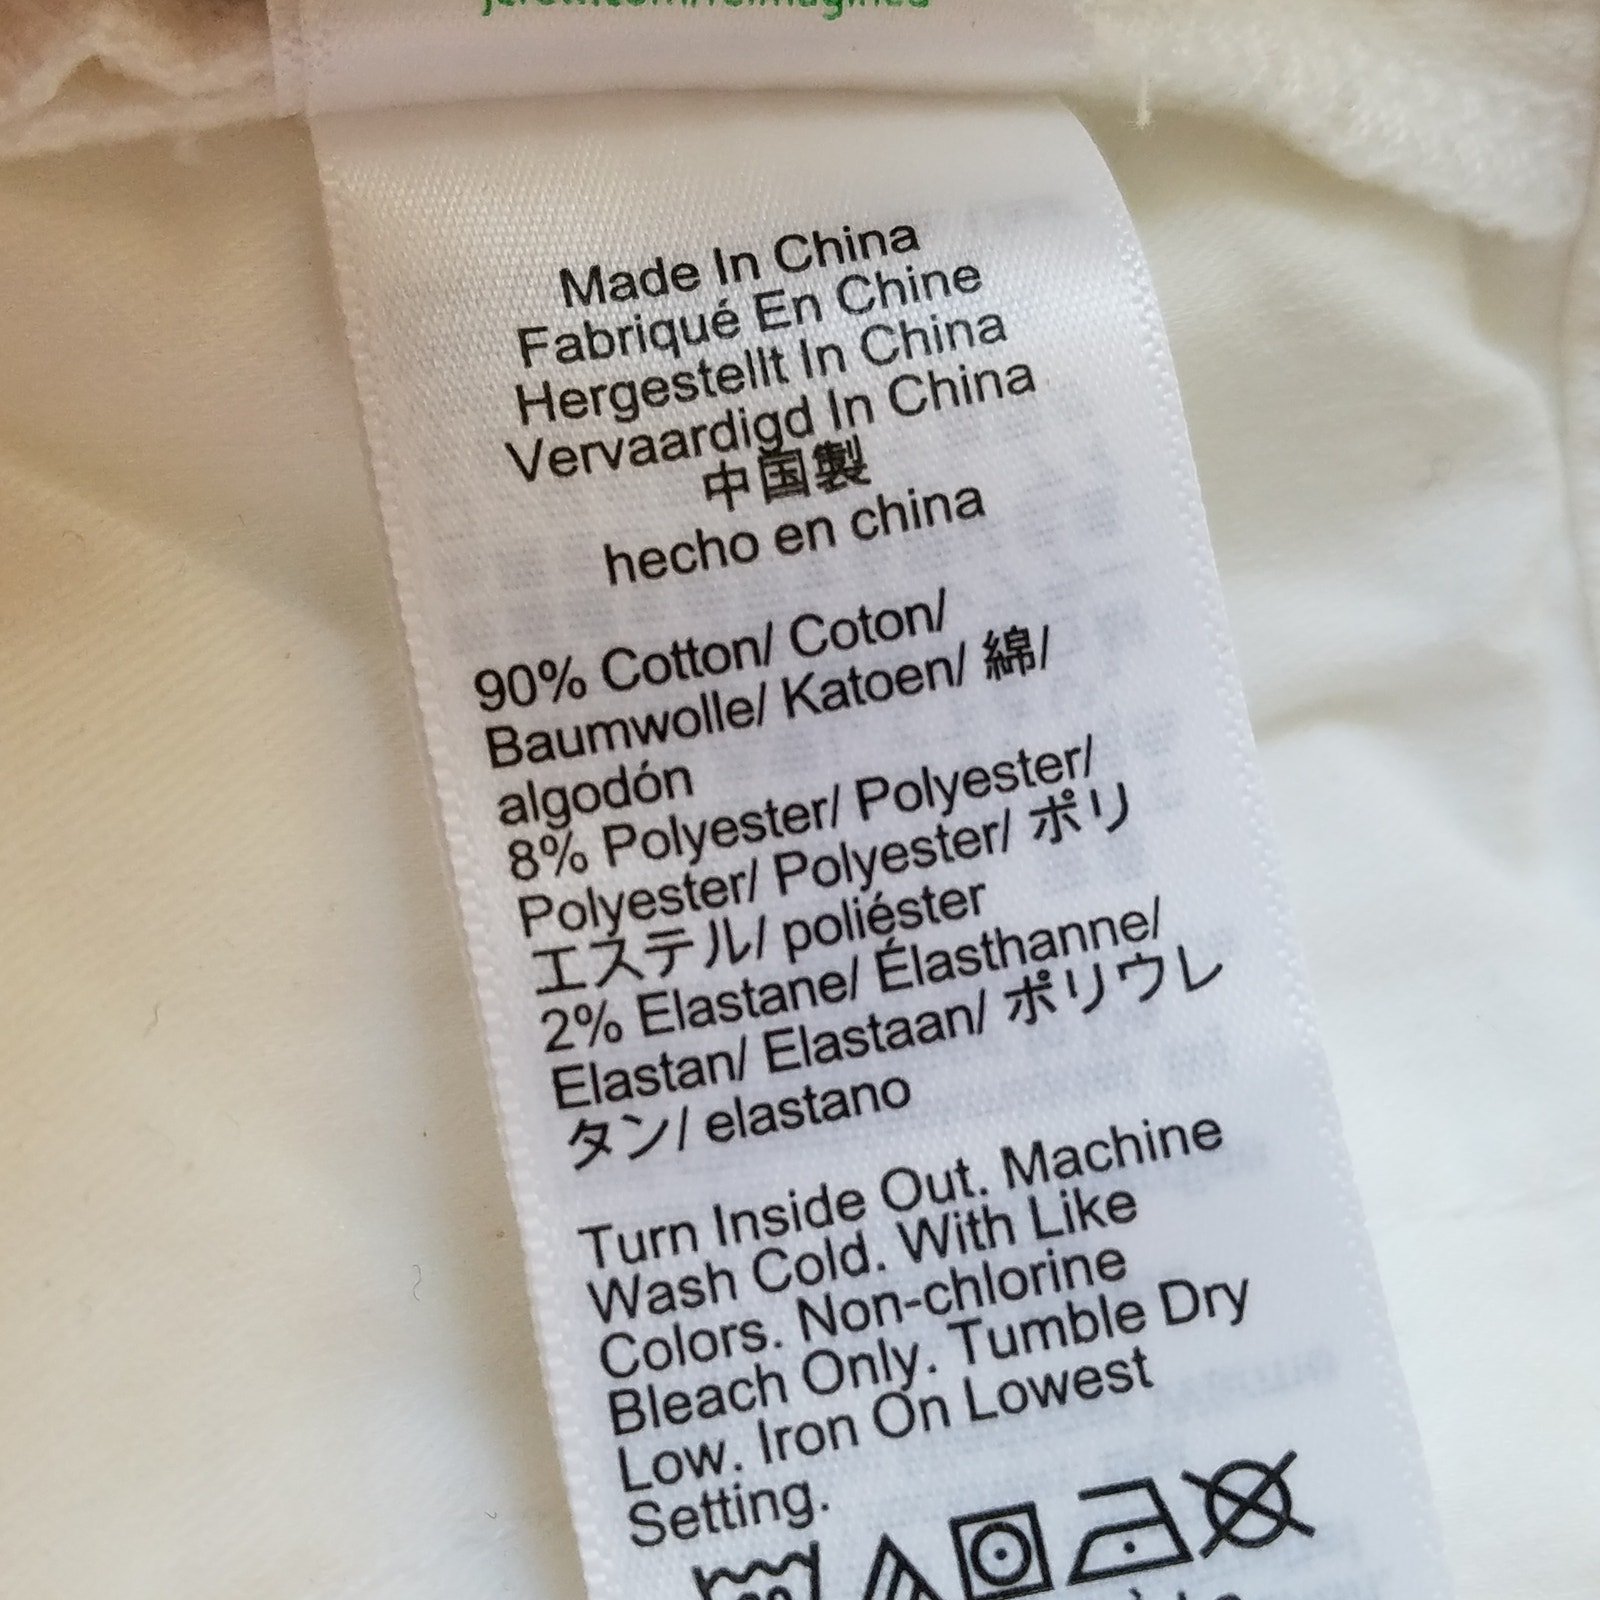 Made In China
Fabriqué En Chine
Hergestellt In China
Vervaardigd In China
中国製
hecho en china
90% Cotton/ Coton/
Baumwolle/ Katoen/ 綿/
algodón
8% Polyester/ Polyester/
Polyester/ Polyester/ ポリ
エステル/ poliéster
2% Elastane/ Élasthanne/
Elastan/ Elastaan/ ポリウレ
タン/ elastano
Turn Inside Out. Machine
Wash Cold. With Like
Colors. Non-chlorine
Bleach Only. Tumble Dry
Low. Iron On Lowest
Setting.